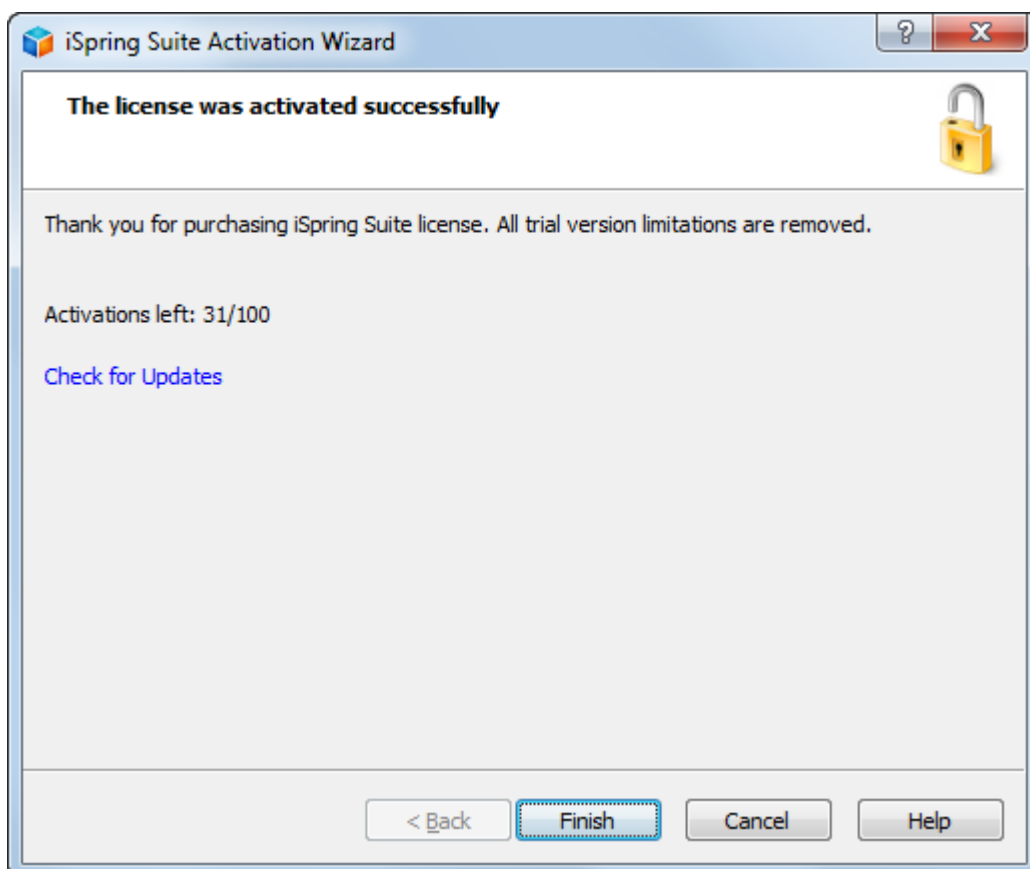 iSpring Suite Activation Wizard
The license was activated successfully
Thank you for purchasing iSpring Suite license. All trial version limitations are removed.
Activations left: 31/100
Check for Updates
< Back
Finish
Cancel
Help